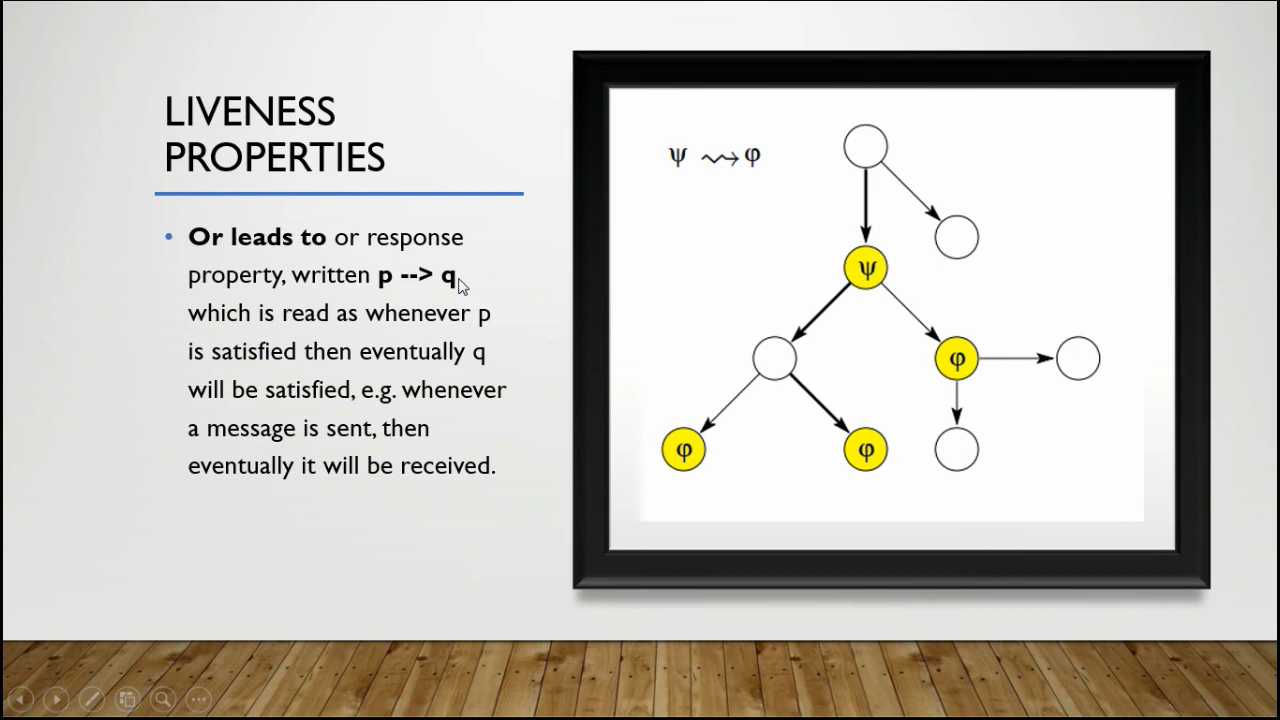 LIVENESS
PROPERTIES
• Or leads to or response
property, written p --> q
which is read as whenever p
is satisfied then eventually q
will be satisfied, e.g. whenever
a message is sent, then
eventually it will be received.
ψ ⇝ φ
ψ
φ
φ
φ